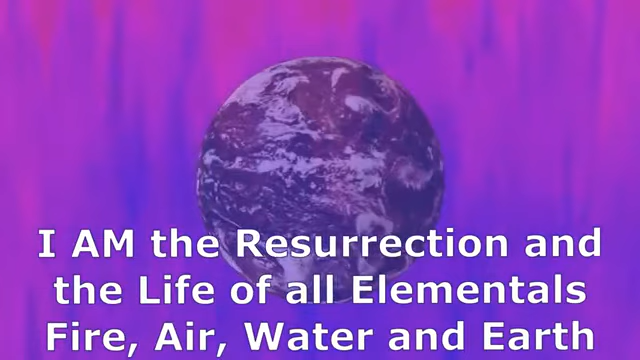 I AM the Resurrection and
the Life of all Elementals
Fire, Air, Water and Earth